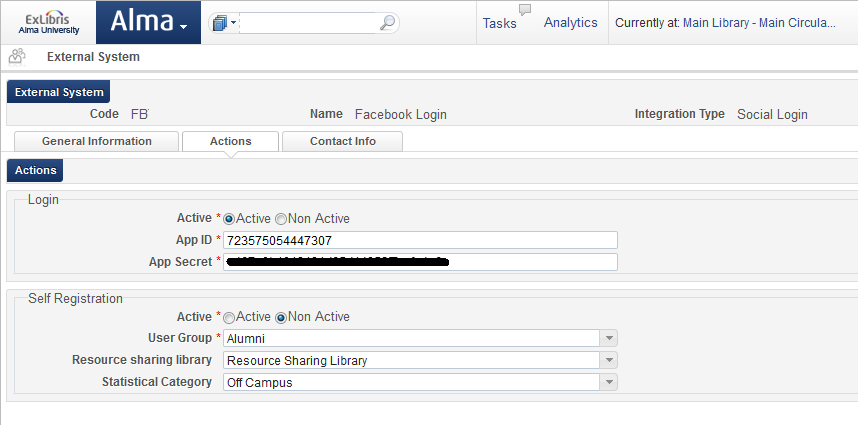 ExLibris
Alma University
Alma
Tasks
Analytics
Currently at: Main Library - Main Circula...
External System
External System
Code FB
Name Facebook Login
Integration Type Social Login
General Information
Actions
Contact Info
Actions
Login
Active * Active Non Active
App ID * 723575054447307
App Secret *
Self Registration
Active * Active Non Active
User Group * Alumni
Resource sharing library Resource Sharing Library
Statistical Category Off Campus